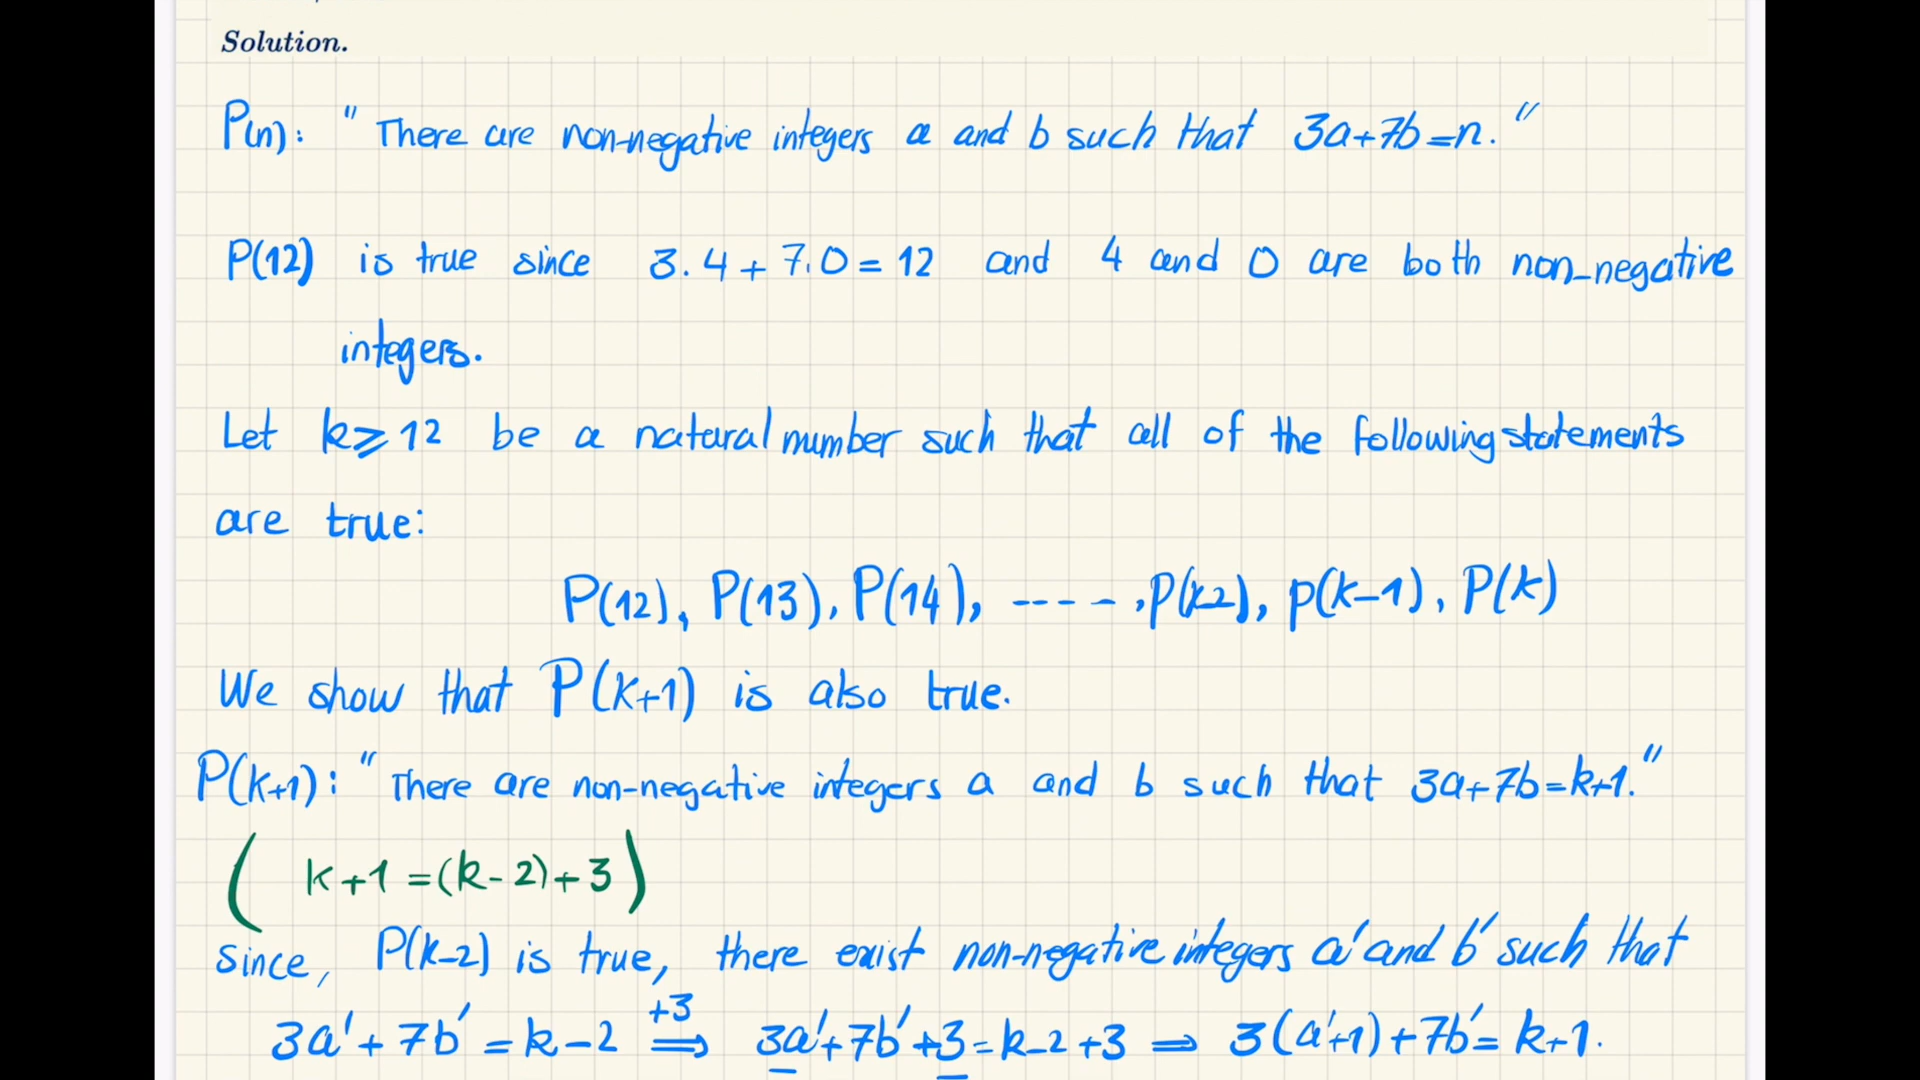 Solution.
P(n): " There are non-negative integers a and b such that 3a+7b=n. "
P(12) is true since 3.4+7.0=12 and 4 and 0 are both non-negative
integers.
Let k⩾12 be a natural number such that all of the following statements
are true:
P(12), P(13), P(14), ----- , P(k-2), p(k-1), P(k)
We show that P(k+1) is also true.
P(k+1): " There are non-negative integers a and b such that 3a+7b=k+1. "
( k+1 =(k-2)+3 )
since, P(k-2) is true, there exist non-negative integers a' and b' such that
3a'+7b'=k-2 +3⟹ 3a'+7b'+3=k-2+3 ⟹ 3(a'+1)+7b'=k+1.